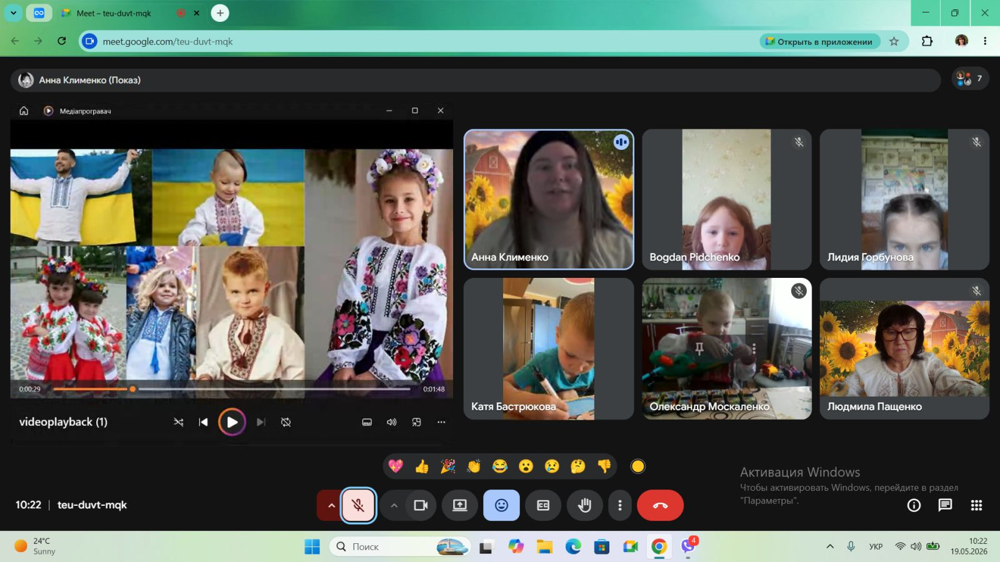 Meet – teu-duvt-mqk
meet.google.com/teu-duvt-mqk
Открыть в приложении
Анна Клименко (Показ)
7
Медіапрогравач
0:00:29
0:01:48
videoplayback (1)
Анна Клименко
Bogdan Pidchenko
Лидия Горбунова
Катя Бастрюкова
Олександр Москаленко
Людмила Пащенко
Активация Windows
Чтобы активировать Windows, перейдите в раздел
"Параметры".
10:22 | teu-duvt-mqk
24°C
Sunny
Поиск
4
УКР
10:22
19.05.2026